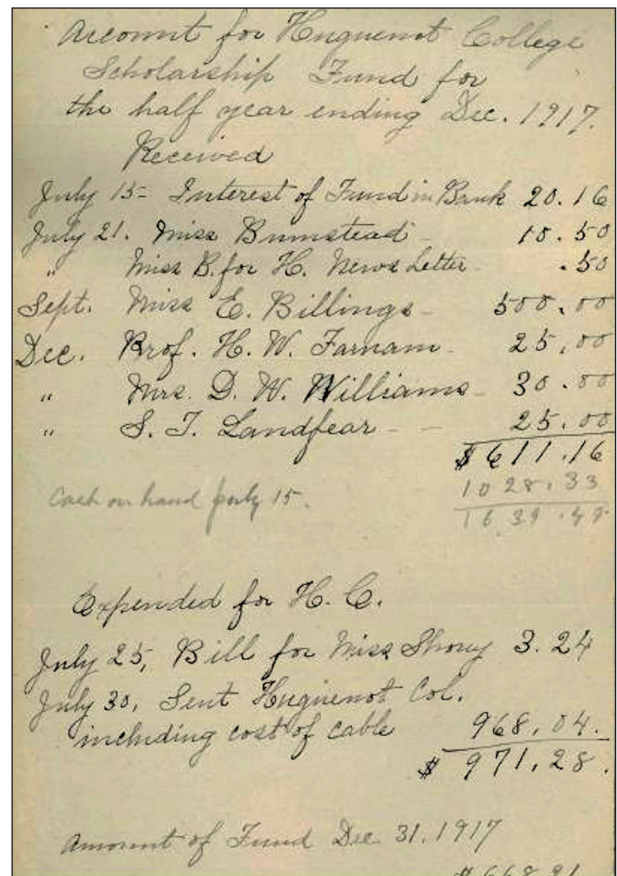 Account for Huguenot College
Scholarship Fund for
the half year ending Dec. 1917.
Received
July 15 - Interest of Fund in Bank 20.16
July 21. Miss Bumstead - 10.50
" Miss B. for H. News Letter - .50
Sept. Miss E. Billings - 500.00
Dec. Prof. H. W. Farnam - 25.00
" Mrs. D. W. Williams - 30.00
" S. T. Landfear - - 25.00
$611.16
Cash on hand July 15. 1028.33
1639.49
Expended for H. C.
July 25, Bill for Miss 3.24
July 30, Sent Huguenot Col.
including cost of cable 968.04.
$ 971.28.
Amount of Fund Dec. 31. 1917
$668.21